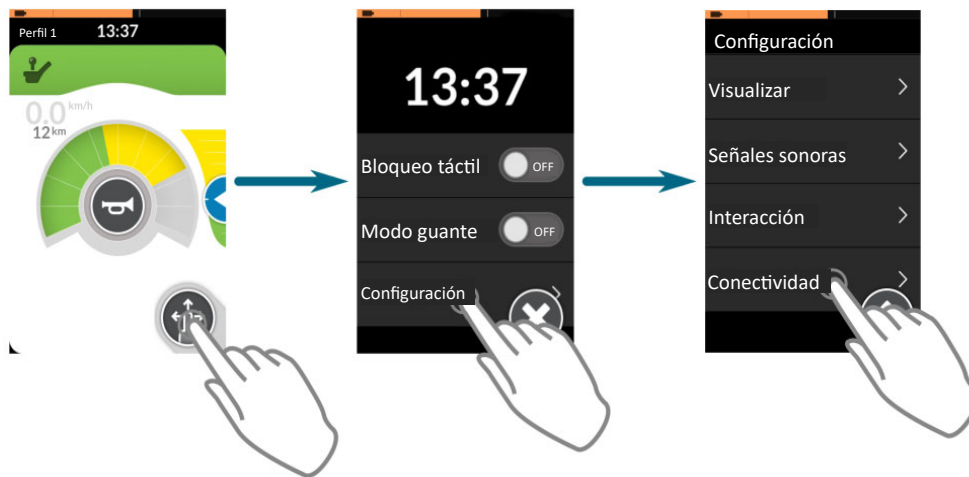 Perfil 1 13:37
0.0 km/h
12 km
13:37
Bloqueo táctil OFF
Modo guante OFF
Configuración
Configuración
Visualizar
Señales sonoras
Interacción
Conectividad